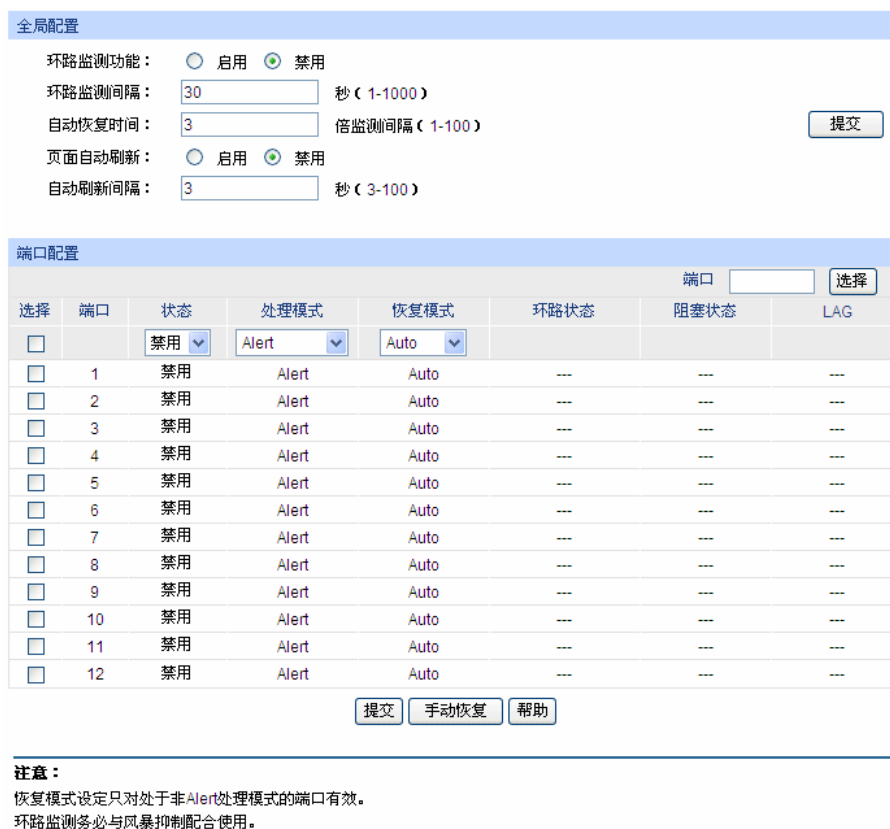 全局配置
环路监测功能： 启用 禁用
环路监测间隔： 30 秒（1-1000）
自动恢复时间： 3 倍监测间隔（1-100） 提交
页面自动刷新： 启用 禁用
自动刷新间隔： 3 秒（3-100）
端口配置
端口 选择
选择 端口 状态 处理模式 恢复模式 环路状态 阻塞状态 LAG
禁用 Alert Auto
1 禁用 Alert Auto --- --- ---
2 禁用 Alert Auto --- --- ---
3 禁用 Alert Auto --- --- ---
4 禁用 Alert Auto --- --- ---
5 禁用 Alert Auto --- --- ---
6 禁用 Alert Auto --- --- ---
7 禁用 Alert Auto --- --- ---
8 禁用 Alert Auto --- --- ---
9 禁用 Alert Auto --- --- ---
10 禁用 Alert Auto --- --- ---
11 禁用 Alert Auto --- --- ---
12 禁用 Alert Auto --- --- ---
提交 手动恢复 帮助
注意：
恢复模式设定只对处于非Alert处理模式的端口有效。
环路监测务必与风暴抑制配合使用。